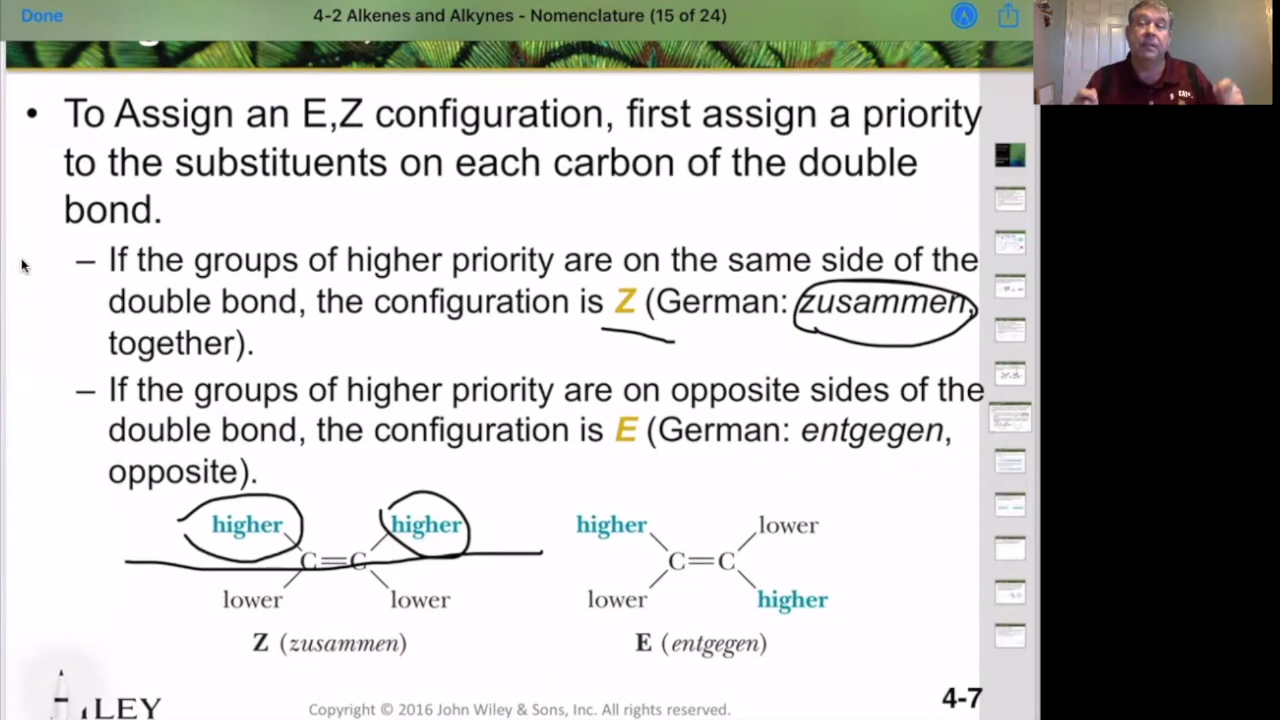 Done
4-2 Alkenes and Alkynes - Nomenclature (15 of 24)
• To Assign an E,Z configuration, first assign a priority
to the substituents on each carbon of the double
bond.
– If the groups of higher priority are on the same side of the
double bond, the configuration is Z (German: zusammen,
together).
– If the groups of higher priority are on opposite sides of the
double bond, the configuration is E (German: entgegen,
opposite).
higher higher
C=C
lower lower
Z (zusammen)
higher lower
C=C
lower higher
E (entgegen)
LEY
Copyright © 2016 John Wiley & Sons, Inc. All rights reserved.
4-7